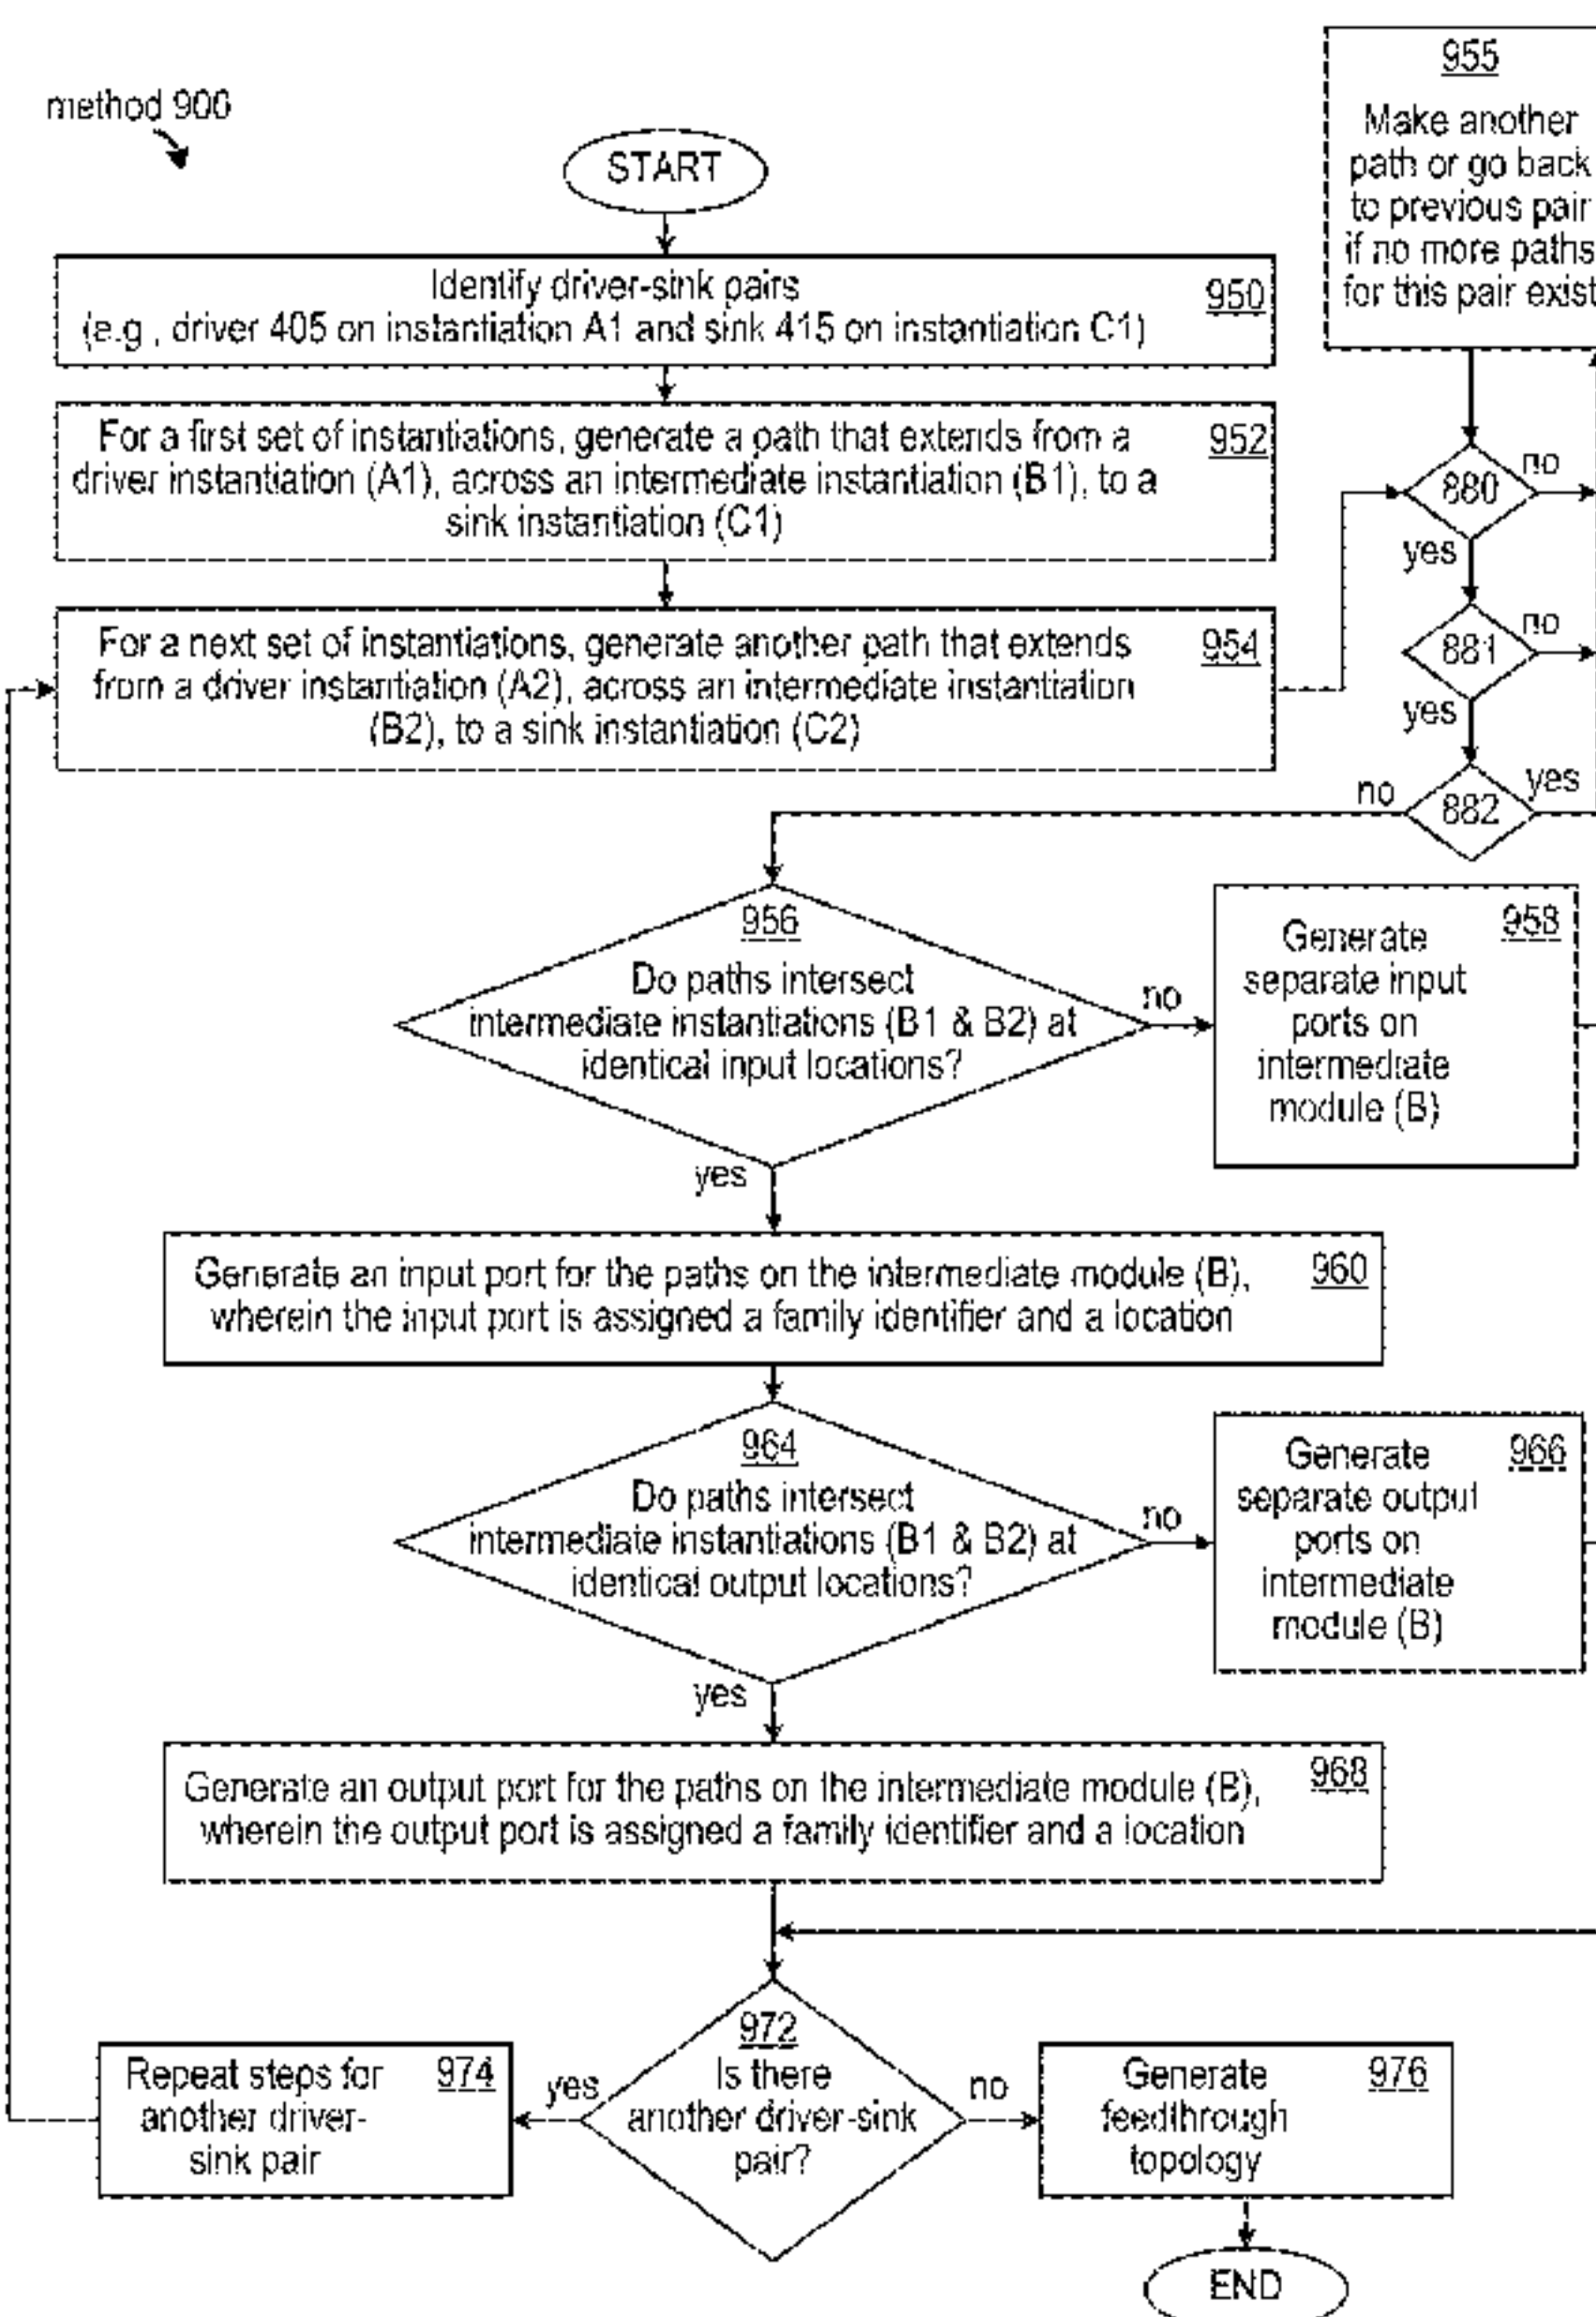 method 900
START
955
Make another
path or go back
to previous pair
if no more paths
for this pair exist
Identify driver-sink pairs
950
(e.g., driver 405 on instantiation A1 and sink 415 on instantiation C1)
For a first set of instantiations, generate a path that extends from a
952
driver instantiation (A1), across an intermediate instantiation (B1), to a
sink instantiation (C1)
880
no
yes
For a next set of instantiations, generate another path that extends
954
from a driver instantiation (A2), across an intermediate instantiation
(B2), to a sink instantiation (C2)
881
no
yes
no
882
yes
956
Do paths intersect
intermediate instantiations (B1 & B2) at
identical input locations?
no
yes
958
Generate
separate input
ports on
intermediate
module (B)
Generate an input port for the paths on the intermediate module (B),
960
wherein the input port is assigned a family identifier and a location
964
Do paths intersect
intermediate instantiations (B1 & B2) at
identical output locations?
no
yes
966
Generate
separate output
ports on
intermediate
module (B)
Generate an output port for the paths on the intermediate module (B),
968
wherein the output port is assigned a family identifier and a location
972
Is there
another driver-sink
pair?
yes
no
Repeat steps for
974
another driver-
sink pair
Generate
976
feedthrough
topology
END